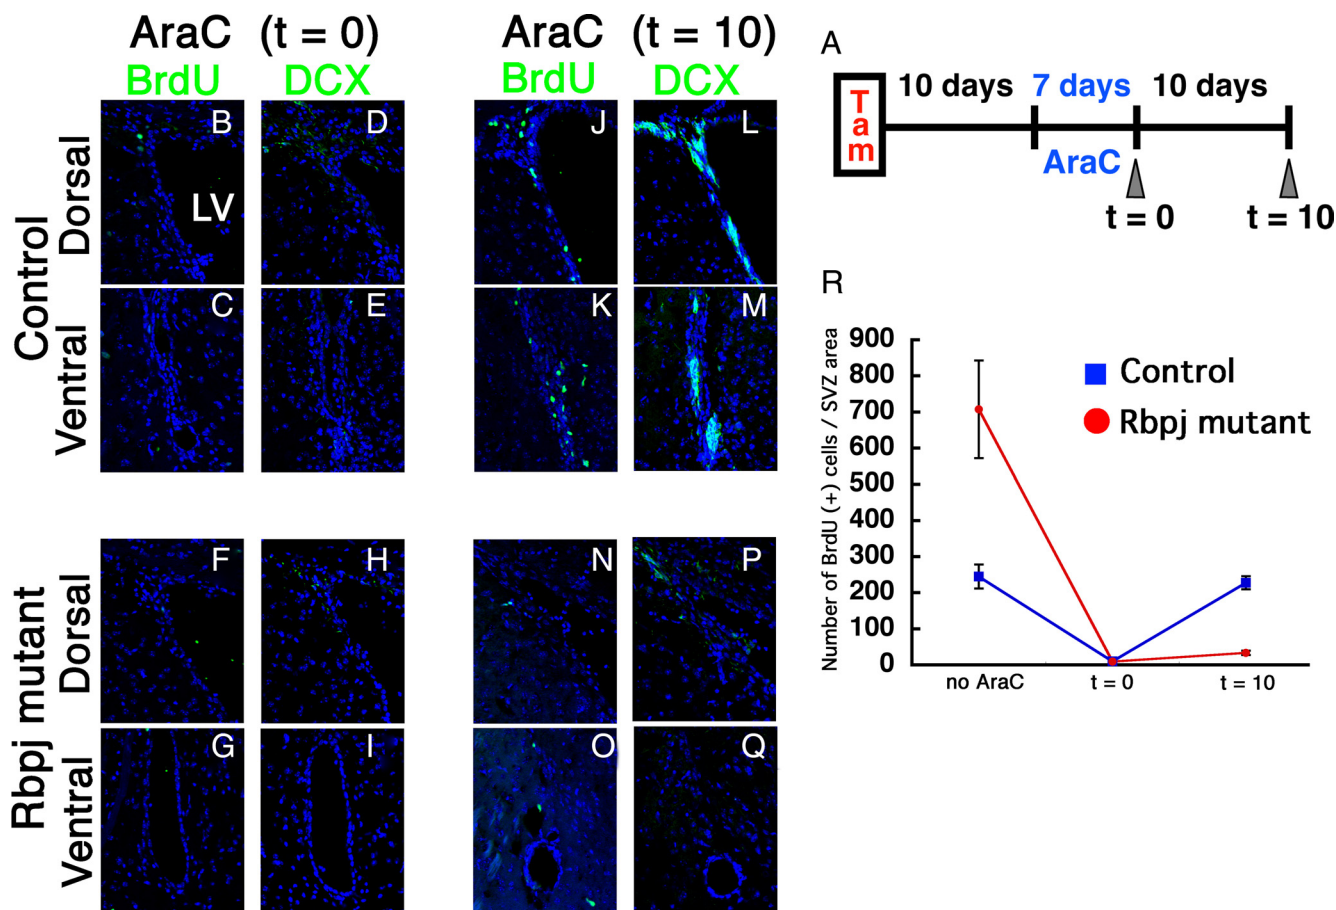 AraC (t = 0)
BrdU DCX
AraC (t = 10)
BrdU DCX
Control
Dorsal
Ventral
B
LV
D
J
L
C
E
K
M
Rbpj mutant
Dorsal
Ventral
F
H
N
P
G
I
O
Q
A
Tam
10 days 7 days 10 days
AraC
t = 0 t = 10
R
Number of BrdU (+) cells / SVZ area
900
800
700
600
500
400
300
200
100
0
Control
Rbpj mutant
no AraC t = 0 t = 10